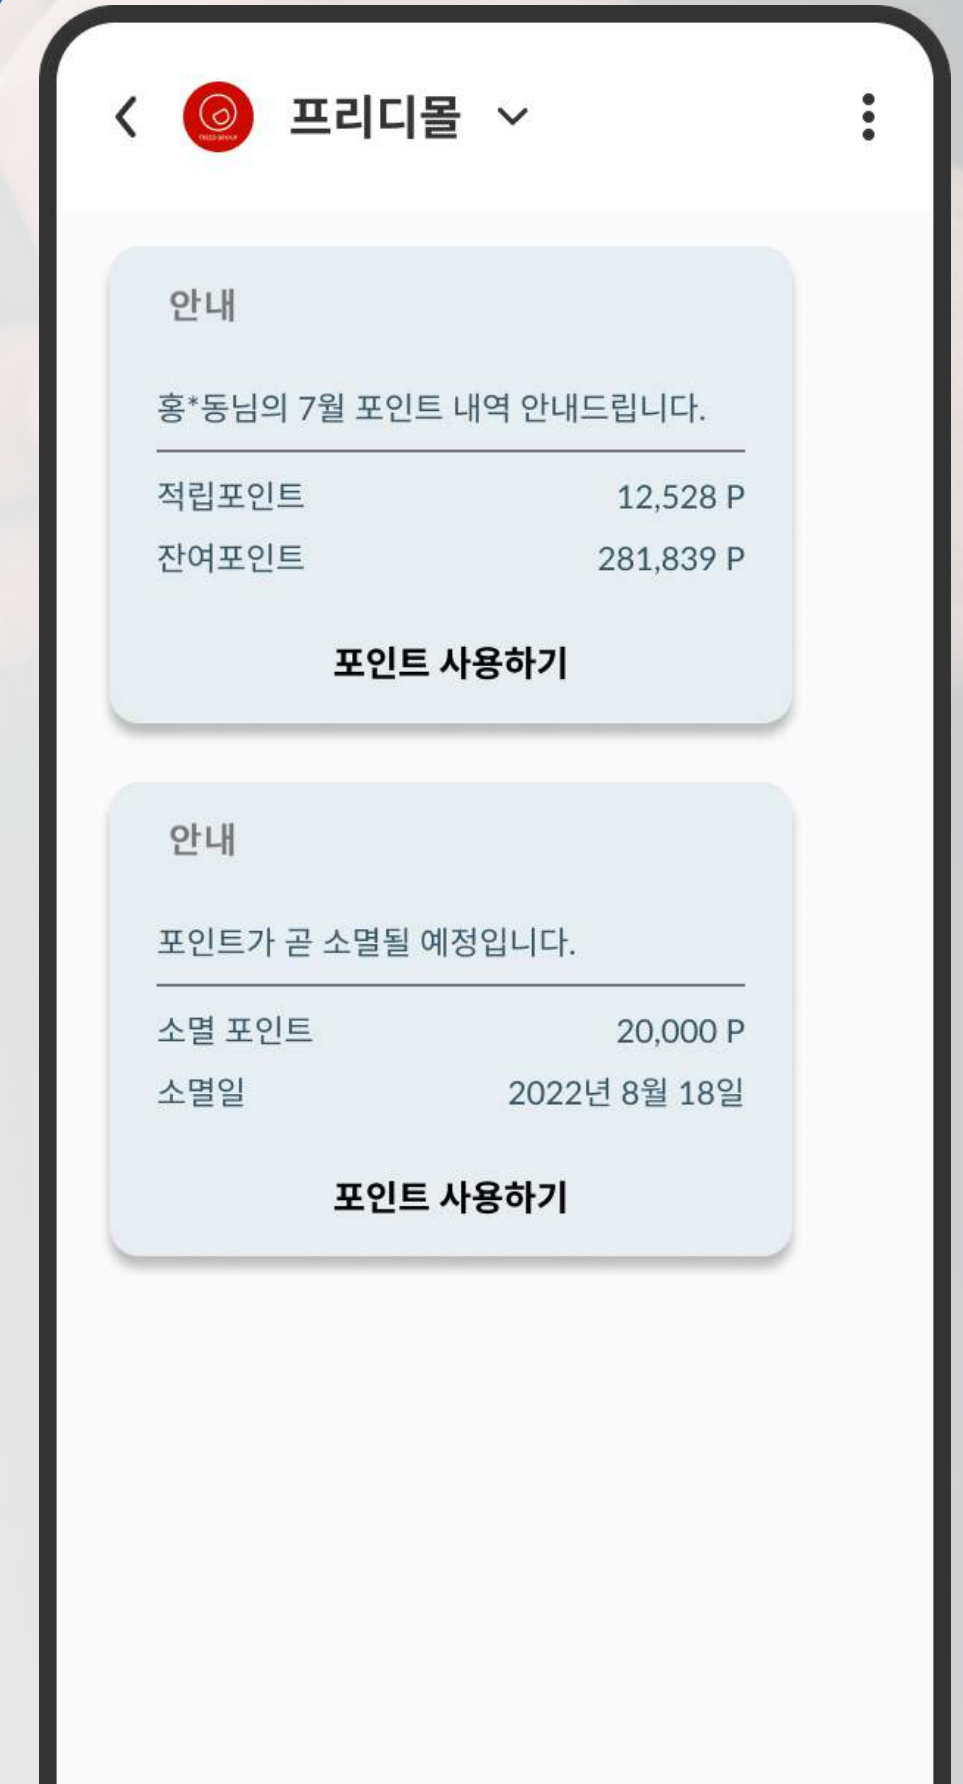 프리디몰
안내
홍*동님의 7월 포인트 내역 안내드립니다.
적립포인트 12,528 P
잔여포인트 281,839 P
포인트 사용하기
안내
포인트가 곧 소멸될 예정입니다.
소멸 포인트 20,000 P
소멸일 2022년 8월 18일
포인트 사용하기